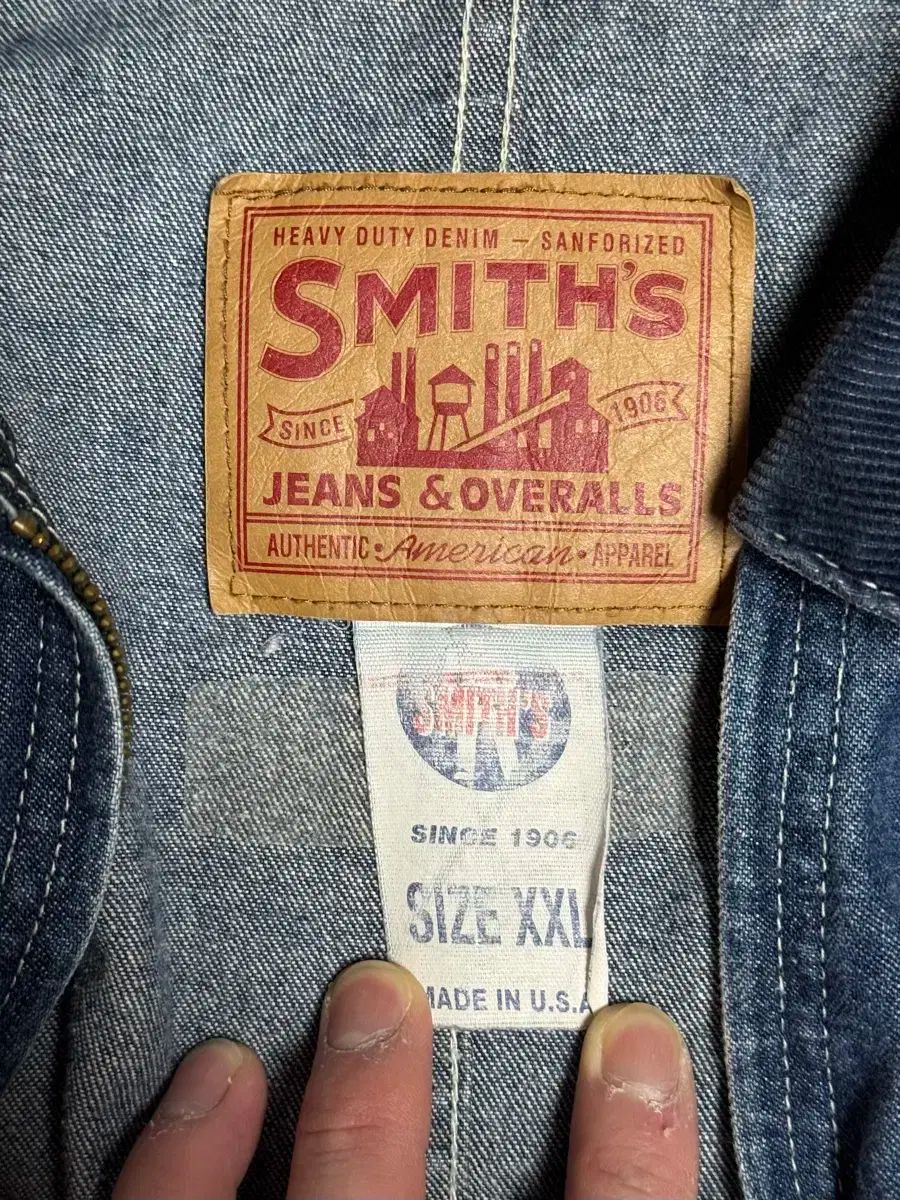 HEAVY DUTY DENIM — SANFORIZED
SMITH'S
SINCE 1906
JEANS & OVERALLS
AUTHENTIC • American • APPAREL
SMITH'S
SINCE 1906
SIZE XXL
MADE IN U.S.A